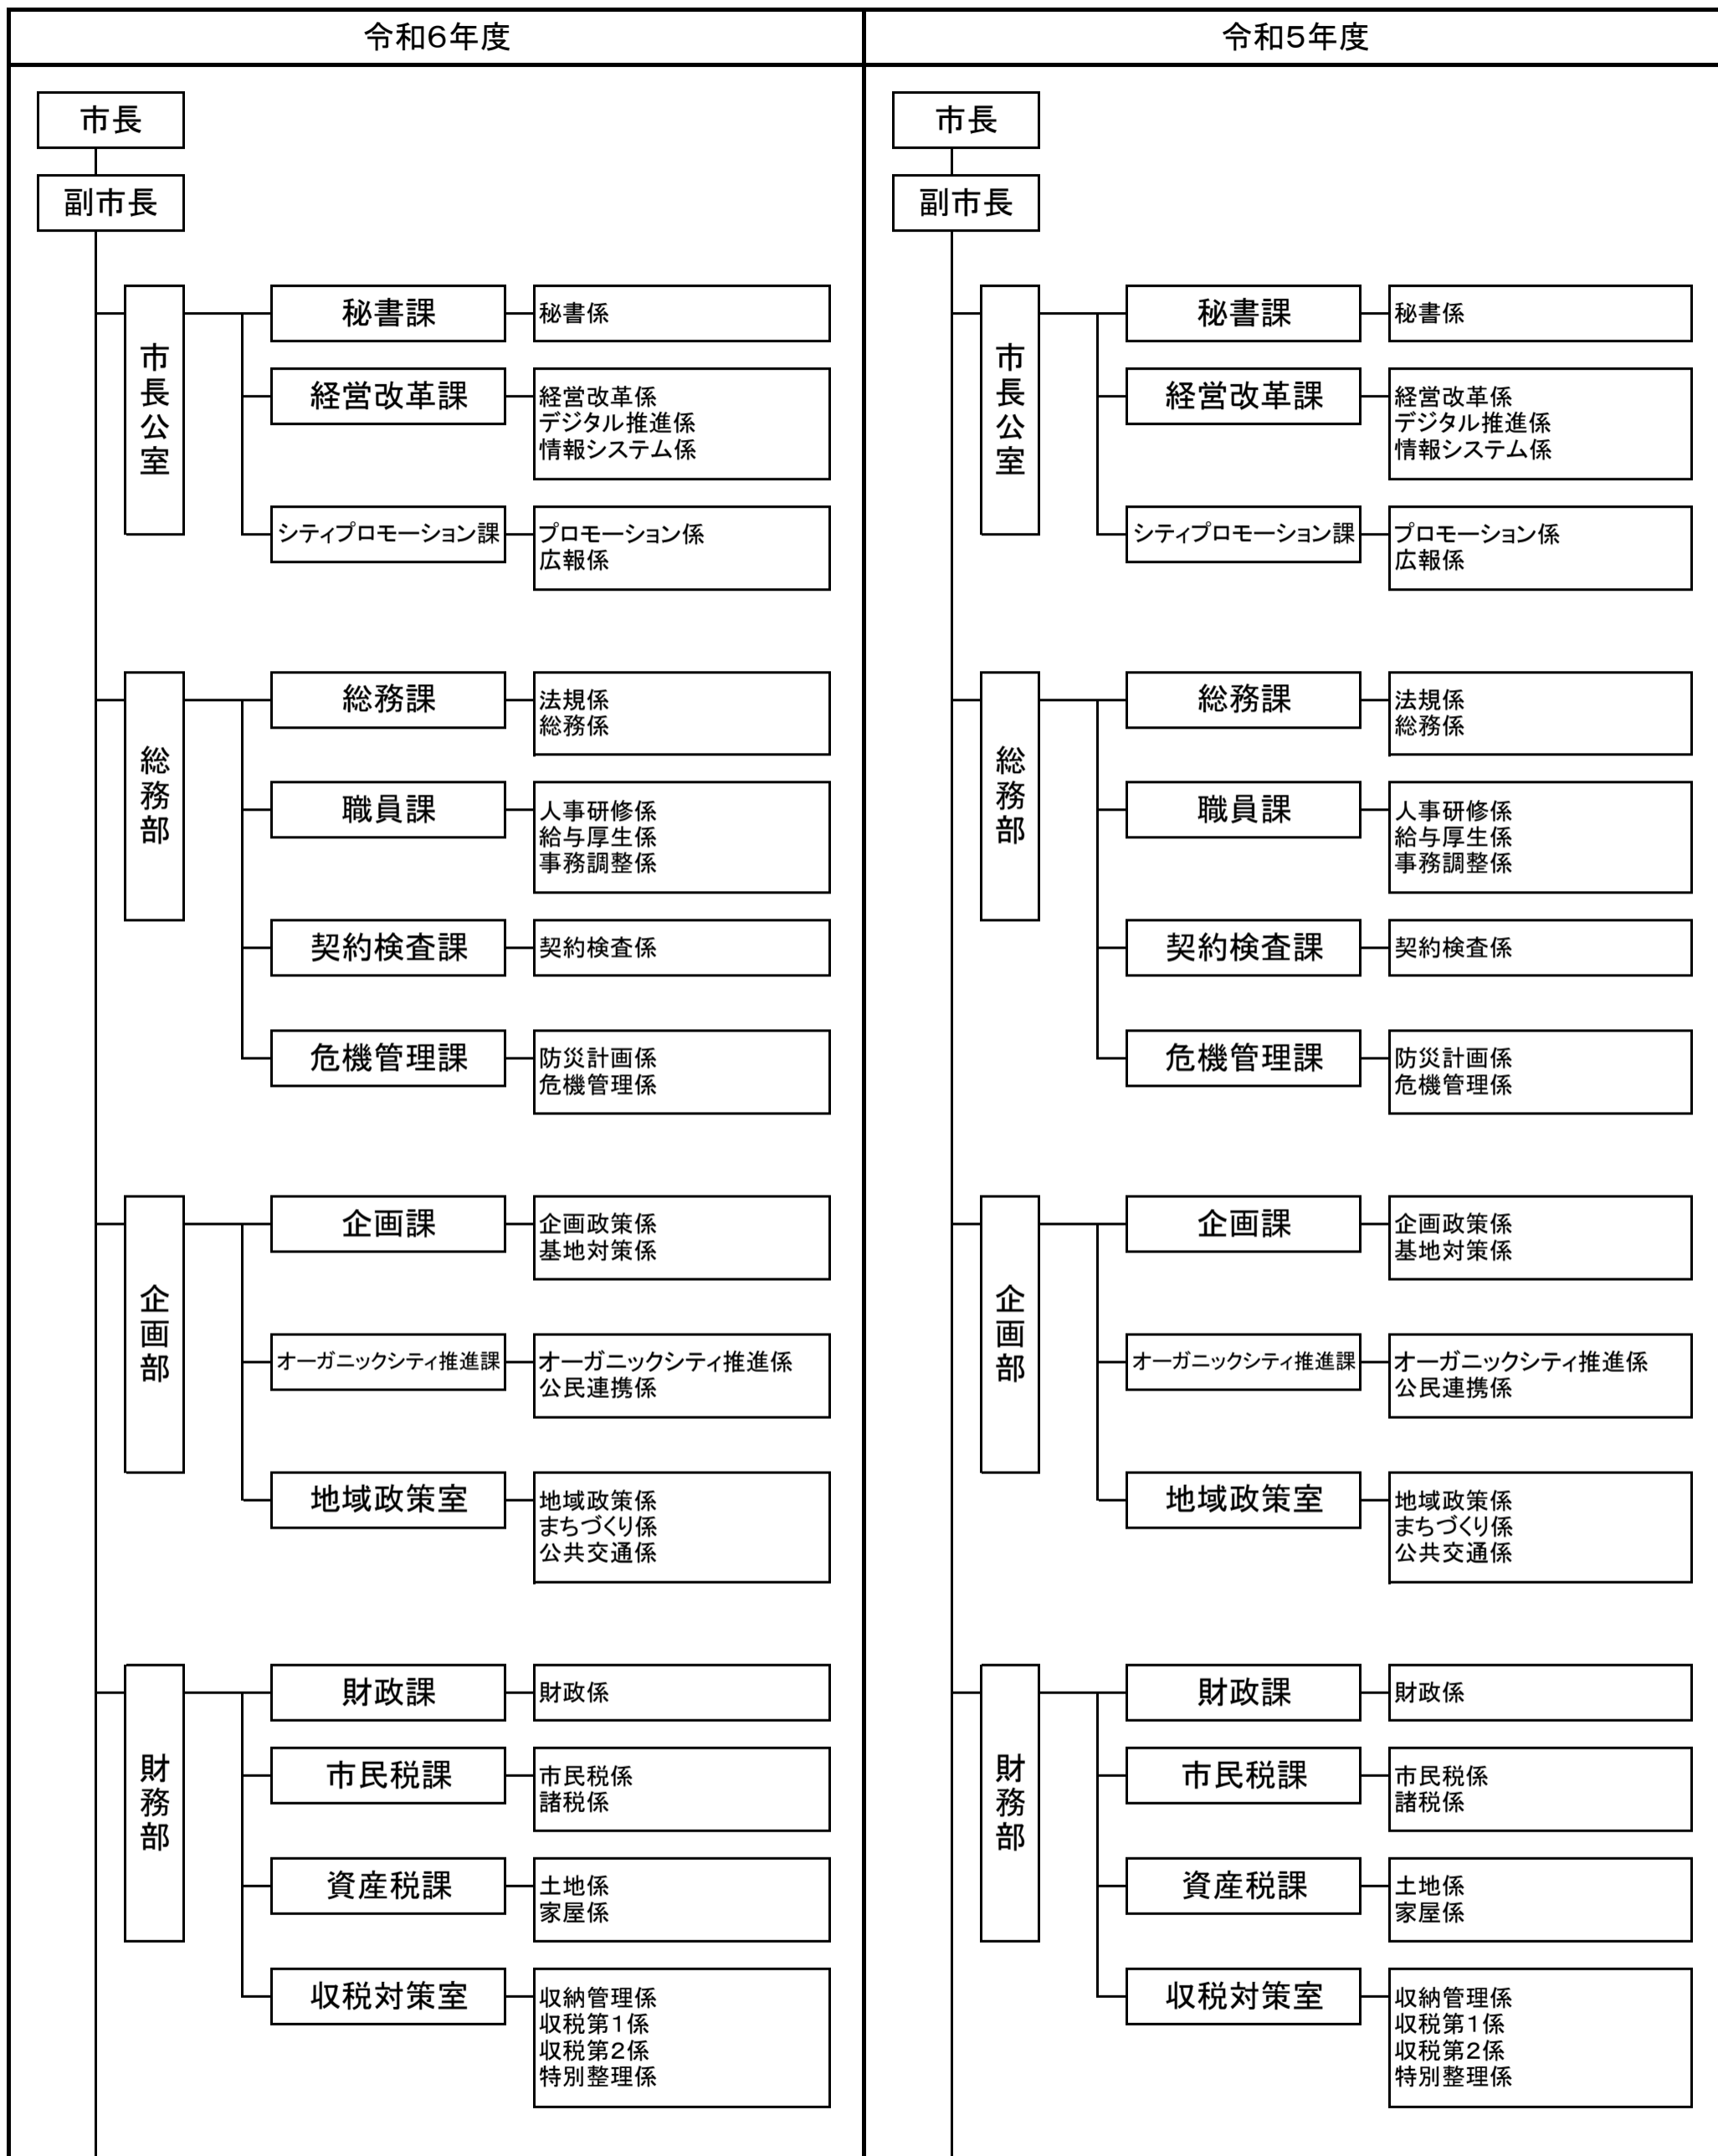 令和6年度
市長
副市長
市長公室
秘書課
秘書係
経営改革課
経営改革係
デジタル推進係
情報システム係
シティプロモーション課
プロモーション係
広報係
総務部
総務課
法規係
総務係
職員課
人事研修係
給与厚生係
事務調整係
契約検査課
契約検査係
危機管理課
防災計画係
危機管理係
企画部
企画課
企画政策係
基地対策係
オーガニックシティ推進課
オーガニックシティ推進係
公民連携係
地域政策室
地域政策係
まちづくり係
公共交通係
財務部
財政課
財政係
市民税課
市民税係
諸税係
資産税課
土地係
家屋係
収税対策室
収納管理係
収税第1係
収税第2係
特別整理係
令和5年度
市長
副市長
市長公室
秘書課
秘書係
経営改革課
経営改革係
デジタル推進係
情報システム係
シティプロモーション課
プロモーション係
広報係
総務部
総務課
法規係
総務係
職員課
人事研修係
給与厚生係
事務調整係
契約検査課
契約検査係
危機管理課
防災計画係
危機管理係
企画部
企画課
企画政策係
基地対策係
オーガニックシティ推進課
オーガニックシティ推進係
公民連携係
地域政策室
地域政策係
まちづくり係
公共交通係
財務部
財政課
財政係
市民税課
市民税係
諸税係
資産税課
土地係
家屋係
収税対策室
収納管理係
収税第1係
収税第2係
特別整理係